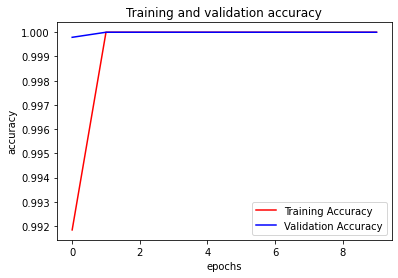 Training and validation accuracy
accuracy
1.000
0.999
0.998
0.997
0.996
0.995
0.994
0.993
0.992
Training Accuracy
Validation Accuracy
0 2 4 6 8
epochs